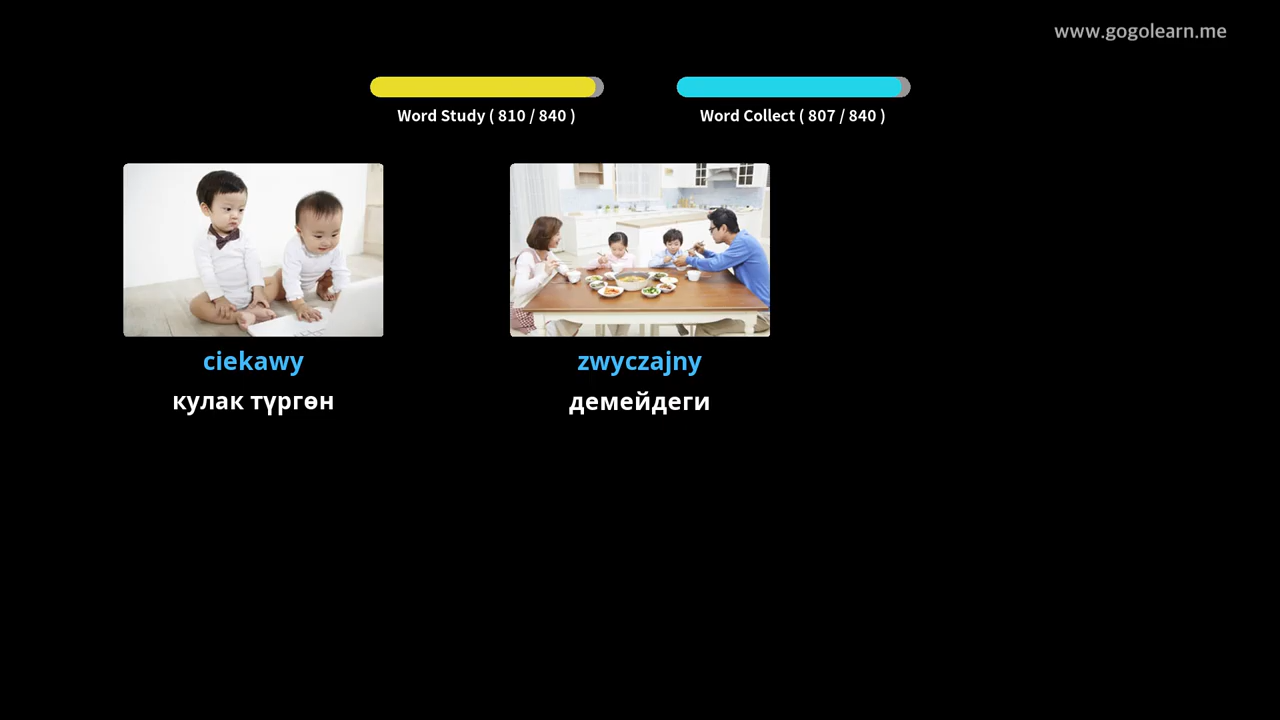 www.gogolearn.me
Word Study ( 810 / 840 )
Word Collect ( 807 / 840 )
ciekawy
кулак түргөн
zwyczajny
демейдеги